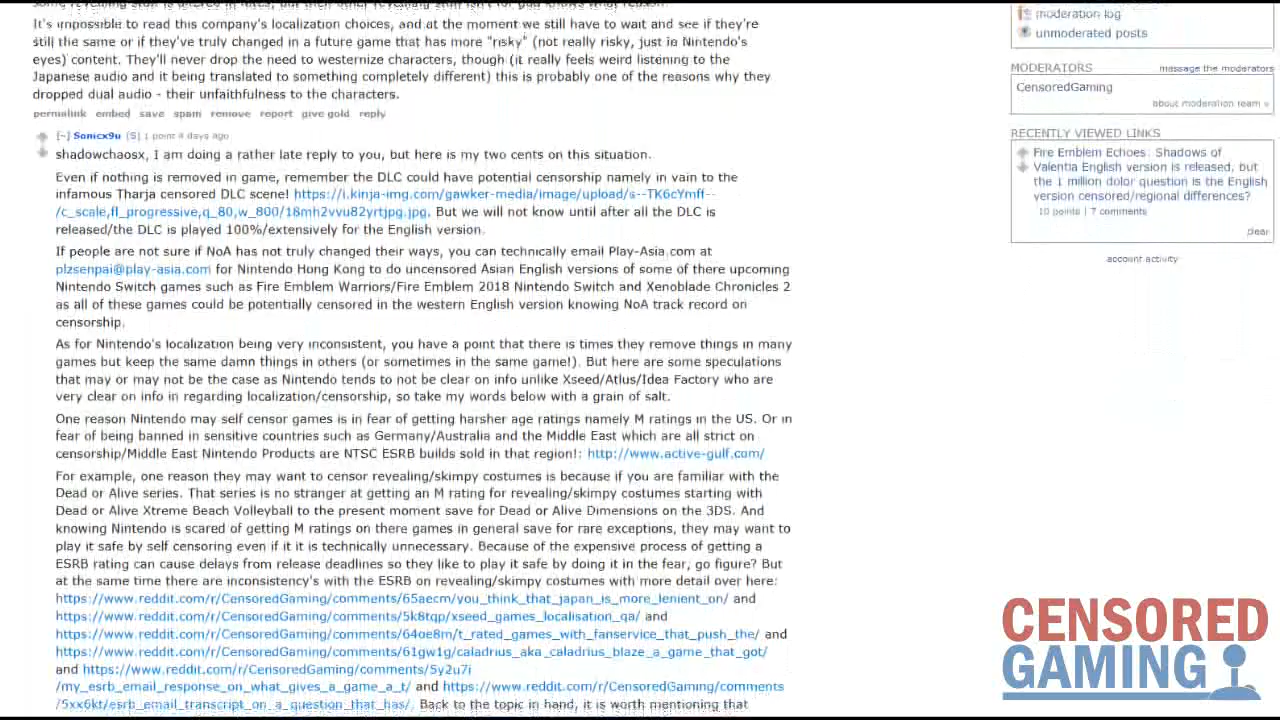 It's impossible to read this company's localization choices, and at the moment we still have to wait and see if they're
still the same or if they've truly changed in a future game that has more "risky" (not really risky, just in Nintendo's
eyes) content. They'll never drop the need to westernize characters, though (it really feels weird listening to the
Japanese audio and it being translated to something completely different) this is probably one of the reasons why they
dropped dual audio - their unfaithfulness to the characters.
permalink embed save spam remove report give gold reply
[-] Sonicx9u [S] 1 point 8 days ago
shadowchaosx, I am doing a rather late reply to you, but here is my two cents on this situation.
Even if nothing is removed in game, remember the DLC could have potential censorship namely in vain to the
infamous Tharja censored DLC scene! https://i.kinja-img.com/gawker-media/image/upload/s--TK6cYmff--
/c_scale,fl_progressive,q_80,w_800/18mh2vvu82yrtjpg.jpg. But we will not know until after all the DLC is
released/the DLC is played 100%/extensively for the English version.
If people are not sure if NoA has not truly changed their ways, you can technically email Play-Asia.com at
plzsenpai@play-asia.com for Nintendo Hong Kong to do uncensored Asian English versions of some of there upcoming
Nintendo Switch games such as Fire Emblem Warriors/Fire Emblem 2018 Nintendo Switch and Xenoblade Chronicles 2
as all of these games could be potentially censored in the western English version knowing NoA track record on
censorship.
As for Nintendo's localization being very inconsistent, you have a point that there is times they remove things in many
games but keep the same damn things in others (or sometimes in the same game!). But here are some speculations
that may or may not be the case as Nintendo tends to not be clear on info unlike Xseed/Atlus/Idea Factory who are
very clear on info in regarding localization/censorship, so take my words below with a grain of salt.
One reason Nintendo may self censor games is in fear of getting harsher age ratings namely M ratings in the US. Or in
fear of being banned in sensitive countries such as Germany/Australia and the Middle East which are all strict on
censorship/Middle East Nintendo Products are NTSC ESRB builds sold in that region!: http://www.active-gulf.com/
For example, one reason they may want to censor revealing/skimpy costumes is because if you are familiar with the
Dead or Alive series. That series is no stranger at getting an M rating for revealing/skimpy costumes starting with
Dead or Alive Xtreme Beach Volleyball to the present moment save for Dead or Alive Dimensions on the 3DS. And
knowing Nintendo is scared of getting M ratings on there games in general save for rare exceptions, they may want to
play it safe by self censoring even if it it is technically unnecessary. Because of the expensive process of getting a
ESRB rating can cause delays from release deadlines so they like to play it safe by doing it in the fear, go figure? But
at the same time there are inconsistency's with the ESRB on revealing/skimpy costumes with more detail over here:
https://www.reddit.com/r/CensoredGaming/comments/65aecm/you_think_that_japan_is_more_lenient_on/ and
https://www.reddit.com/r/CensoredGaming/comments/5k8tqp/xseed_games_localisation_qa/ and
https://www.reddit.com/r/CensoredGaming/comments/64oe8m/t_rated_games_with_fanservice_that_push_the/ and
https://www.reddit.com/r/CensoredGaming/comments/61gw1g/caladrius_aka_caladrius_blaze_a_game_that_got/
and https://www.reddit.com/r/CensoredGaming/comments/5y2u7i
/my_esrb_email_response_on_what_gives_a_game_a_t/ and https://www.reddit.com/r/CensoredGaming/comments
/5xx6kt/esrb_email_transcript_on_a_question_that_has/. Back to the topic in hand, it is worth mentioning that
moderation log
unmoderated posts
MODERATORS message the moderators
CensoredGaming
about moderation team »
RECENTLY VIEWED LINKS
Fire Emblem Echoes: Shadows of
Valentia English version is released, but
the 1 million dolor question is the English
version censored/regional differences?
10 points | 7 comments
clear
account activity
CENSORED
GAMING